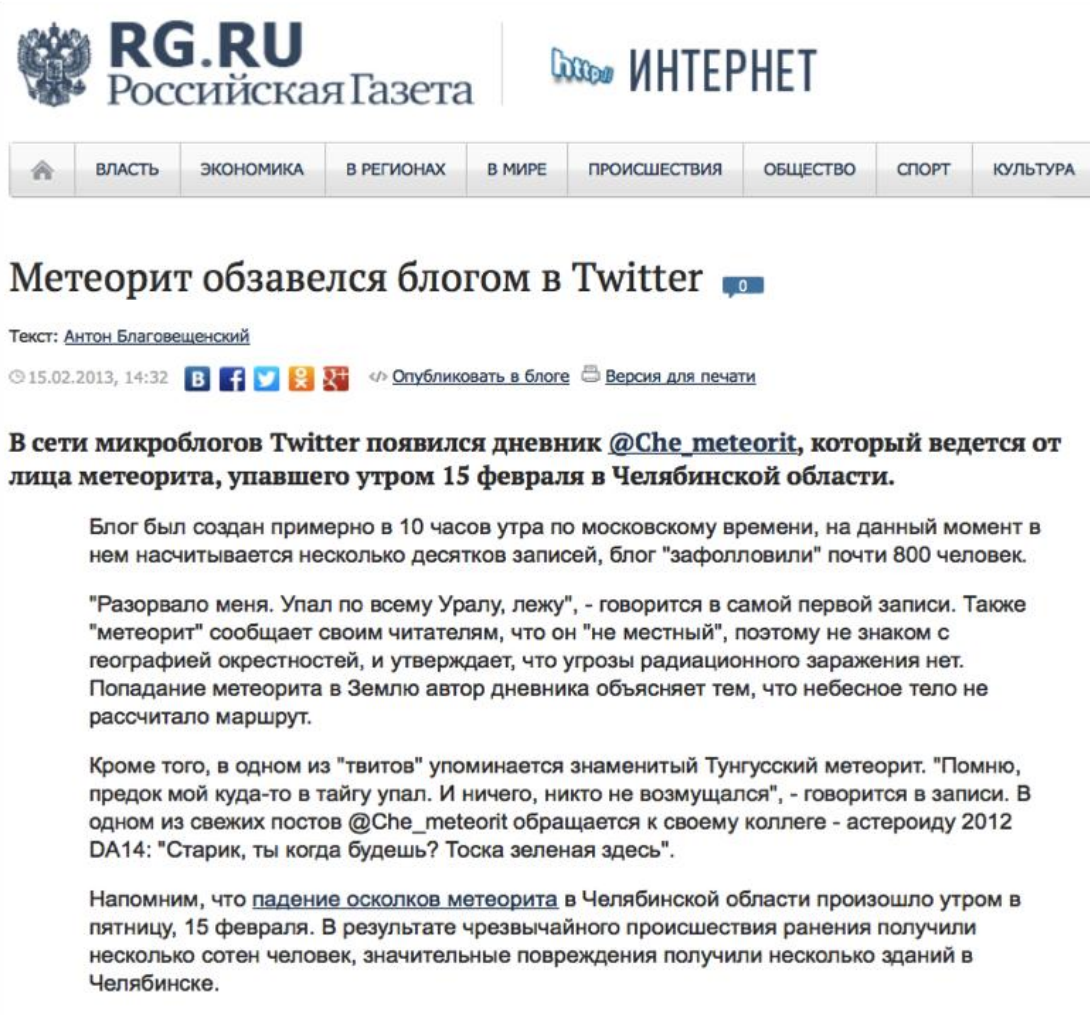 RG.RU
Российская Газета
http:// ИНТЕРНЕТ
ВЛАСТЬ ЭКОНОМИКА В РЕГИОНАХ В МИРЕ ПРОИСШЕСТВИЯ ОБЩЕСТВО СПОРТ КУЛЬТУРА
Метеорит обзавелся блогом в Twitter 0
Текст: Антон Благовещенский
15.02.2013, 14:32 В f g+ </> Опубликовать в блоге Версия для печати
В сети микроблогов Twitter появился дневник @Che_meteorit, который ведется от
лица метеорита, упавшего утром 15 февраля в Челябинской области.
Блог был создан примерно в 10 часов утра по московскому времени, на данный момент в
нем насчитывается несколько десятков записей, блог "зафолловили" почти 800 человек.
"Разорвало меня. Упал по всему Уралу, лежу", - говорится в самой первой записи. Также
"метеорит" сообщает своим читателям, что он "не местный", поэтому не знаком с
географией окрестностей, и утверждает, что угрозы радиационного заражения нет.
Попадание метеорита в Землю автор дневника объясняет тем, что небесное тело не
рассчитало маршрут.
Кроме того, в одном из "твитов" упоминается знаменитый Тунгусский метеорит. "Помню,
предок мой куда-то в тайгу упал. И ничего, никто не возмущался", - говорится в записи. В
одном из свежих постов @Che_meteorit обращается к своему коллеге - астероиду 2012
DA14: "Старик, ты когда будешь? Тоска зеленая здесь".
Напомним, что падение осколков метеорита в Челябинской области произошло утром в
пятницу, 15 февраля. В результате чрезвычайного происшествия ранения получили
несколько сотен человек, значительные повреждения получили несколько зданий в
Челябинске.